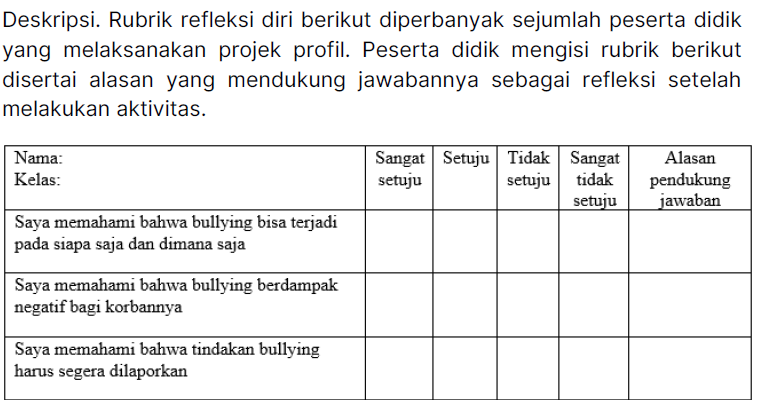 Deskripsi. Rubrik refleksi diri berikut diperbanyak sejumlah peserta didik
yang melaksanakan projek profil. Peserta didik mengisi rubrik berikut
disertai alasan yang mendukung jawabannya sebagai refleksi setelah
melakukan aktivitas.
Nama:
Kelas:
Sangat
setuju
Setuju
Tidak
setuju
Sangat
tidak
setuju
Alasan
pendukung
jawaban
Saya memahami bahwa bullying bisa terjadi
pada siapa saja dan dimana saja
Saya memahami bahwa bullying berdampak
negatif bagi korbannya
Saya memahami bahwa tindakan bullying
harus segera dilaporkan